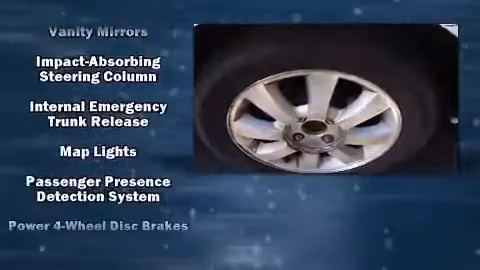 Vanity Mirrors
Impact-Absorbing
Steering Column
Internal Emergency
Trunk Release
Map Lights
Passenger Presence
Detection System
Power 4-Wheel Disc Brakes